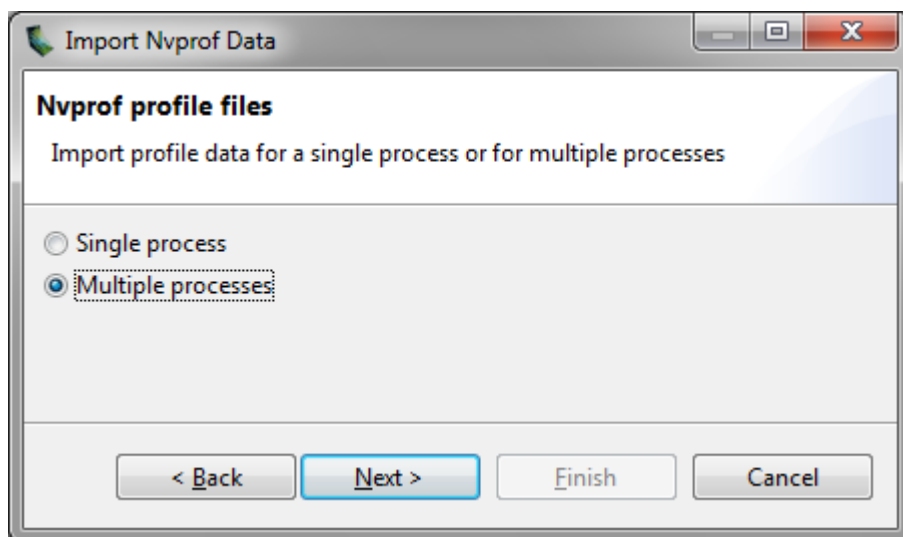 Import Nvprof Data
Nvprof profile files
Import profile data for a single process or for multiple processes
Single process
Multiple processes
< Back Next > Finish Cancel